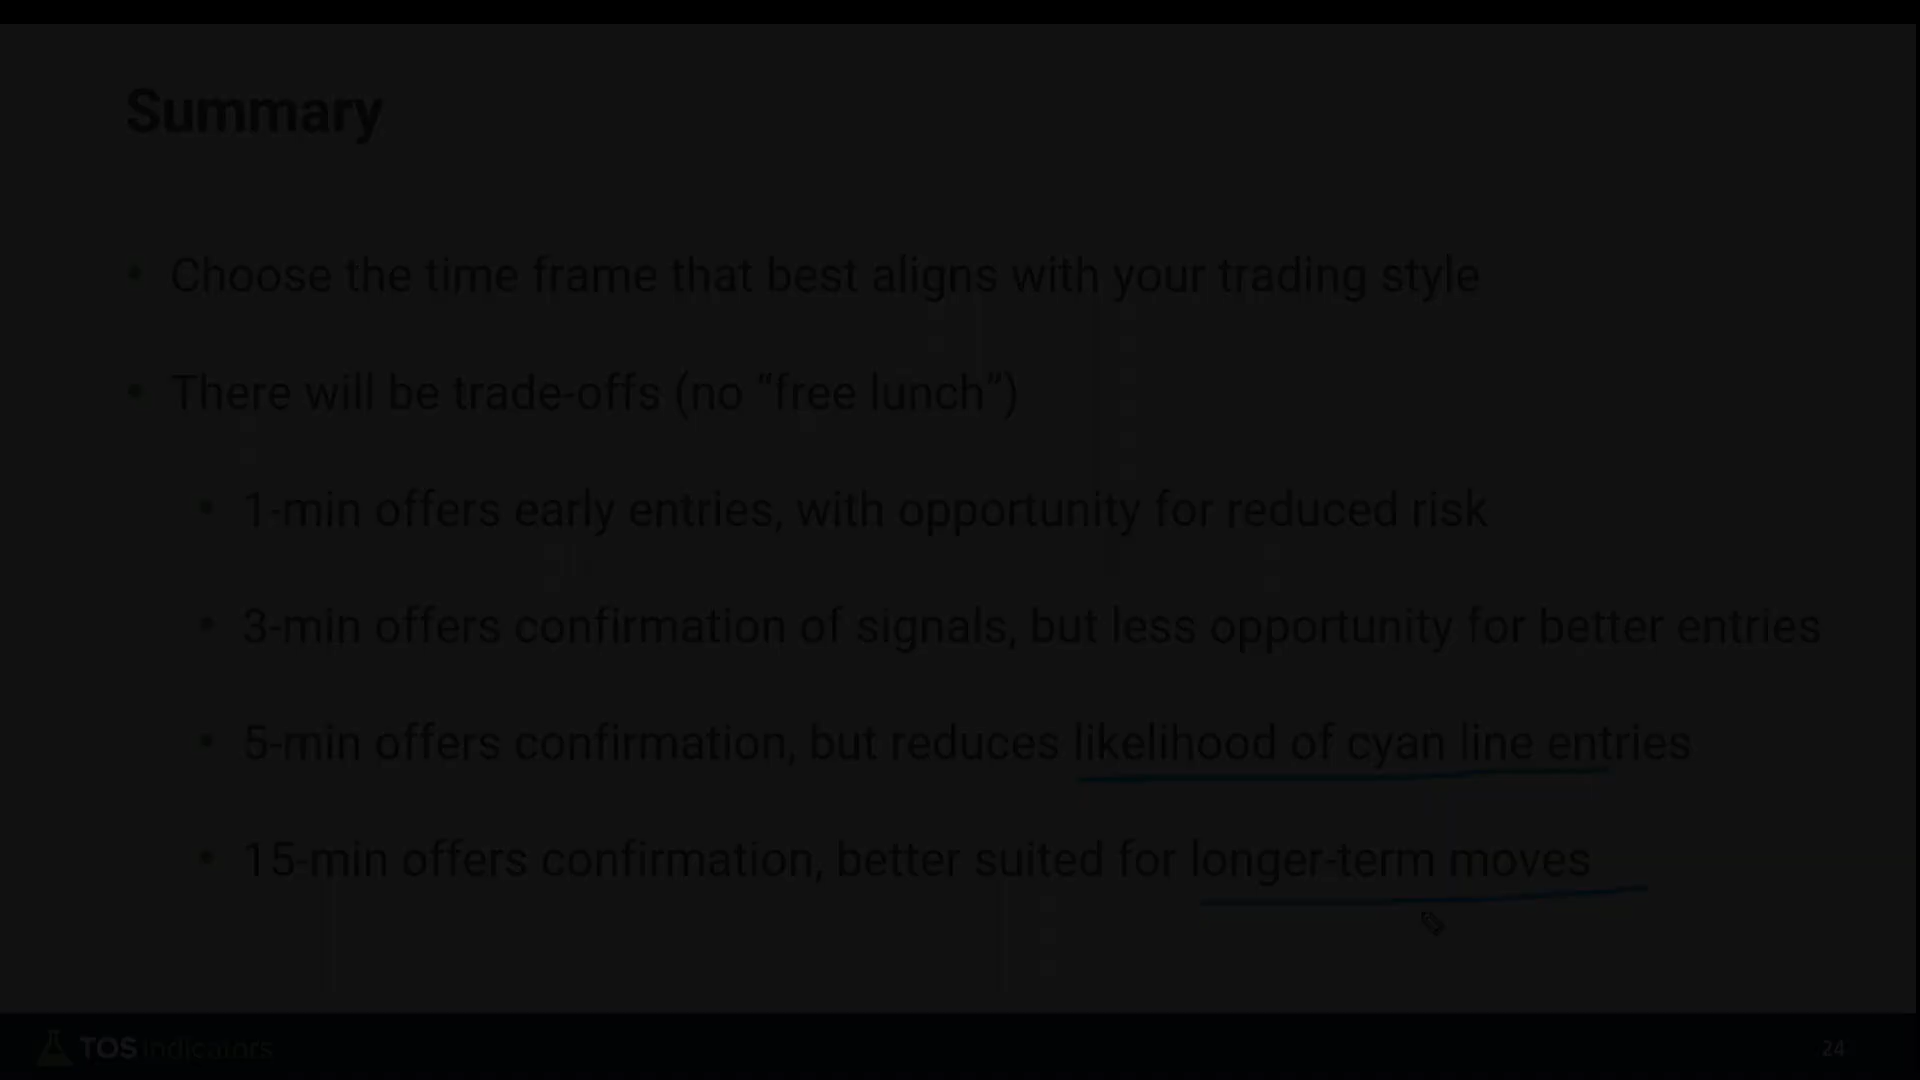 Summary
• Choose the time frame that best aligns with your trading style
• There will be trade-offs (no “free lunch”)
• 1-min offers early entries, with opportunity for reduced risk
• 3-min offers confirmation of signals, but less opportunity for better entries
• 5-min offers confirmation, but reduces likelihood of cyan line entries
• 15-min offers confirmation, better suited for longer-term moves
TOS indicators
24